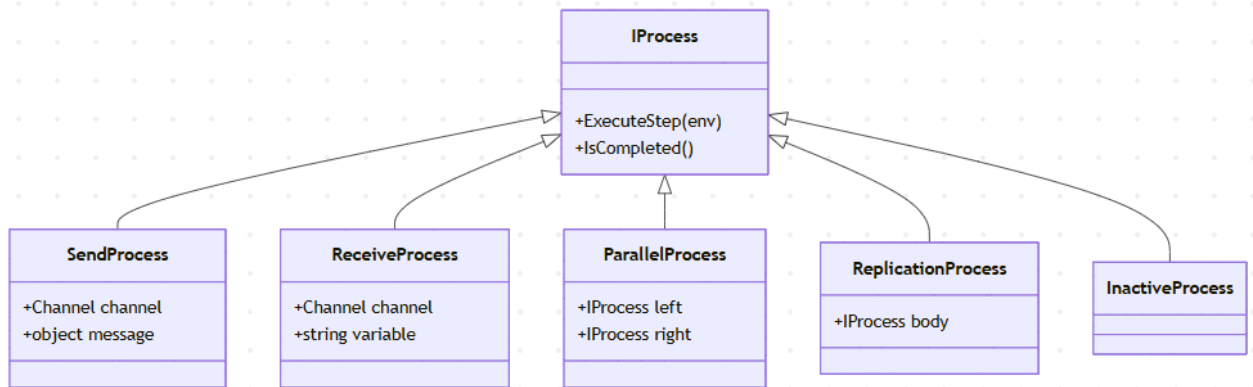 IProcess
+ExecuteStep(env)
+IsCompleted()
SendProcess
+Channel channel
+object message
ReceiveProcess
+Channel channel
+string variable
ParallelProcess
+IProcess left
+IProcess right
ReplicationProcess
+IProcess body
InactiveProcess